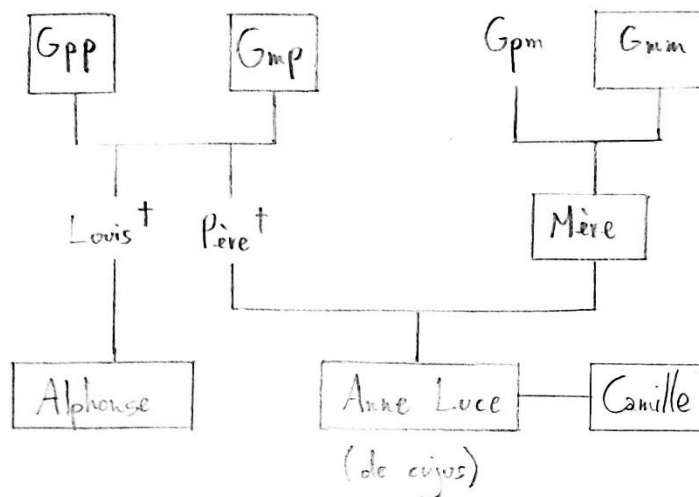 Gpp Gmp Gpm Gmm
Louis† Père† Mère
Alphonse Anne Luce Camille
(de cujus)